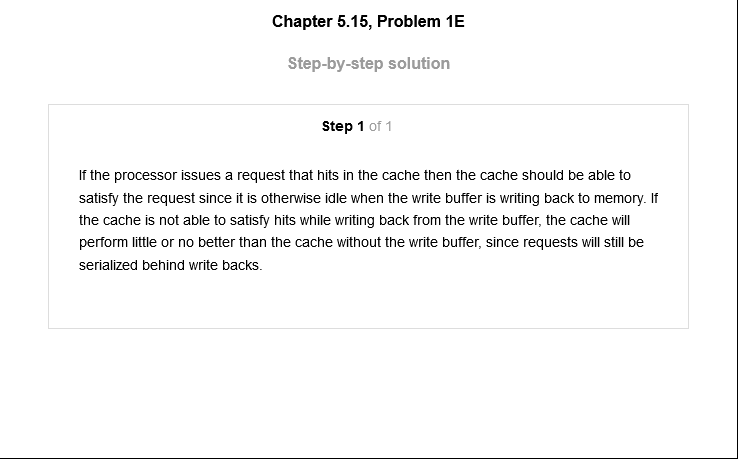 Chapter 5.15, Problem 1E
Step-by-step solution
Step 1 of 1
If the processor issues a request that hits in the cache then the cache should be able to
satisfy the request since it is otherwise idle when the write buffer is writing back to memory. If
the cache is not able to satisfy hits while writing back from the write buffer, the cache will
perform little or no better than the cache without the write buffer, since requests will still be
serialized behind write backs.